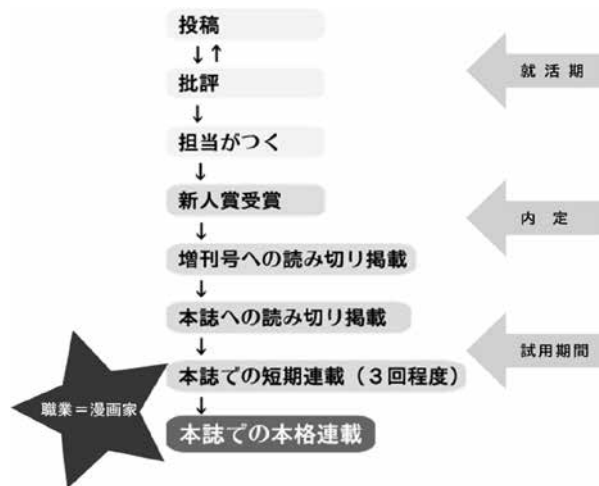 投稿
↓↑
批評
↓
担当がつく
↓
新人賞受賞
↓
増刊号への読み切り掲載
↓
本誌への読み切り掲載
↓
本誌での短期連載(3回程度)
↓
本誌での本格連載
就活期
内定
試用期間
職業=漫画家